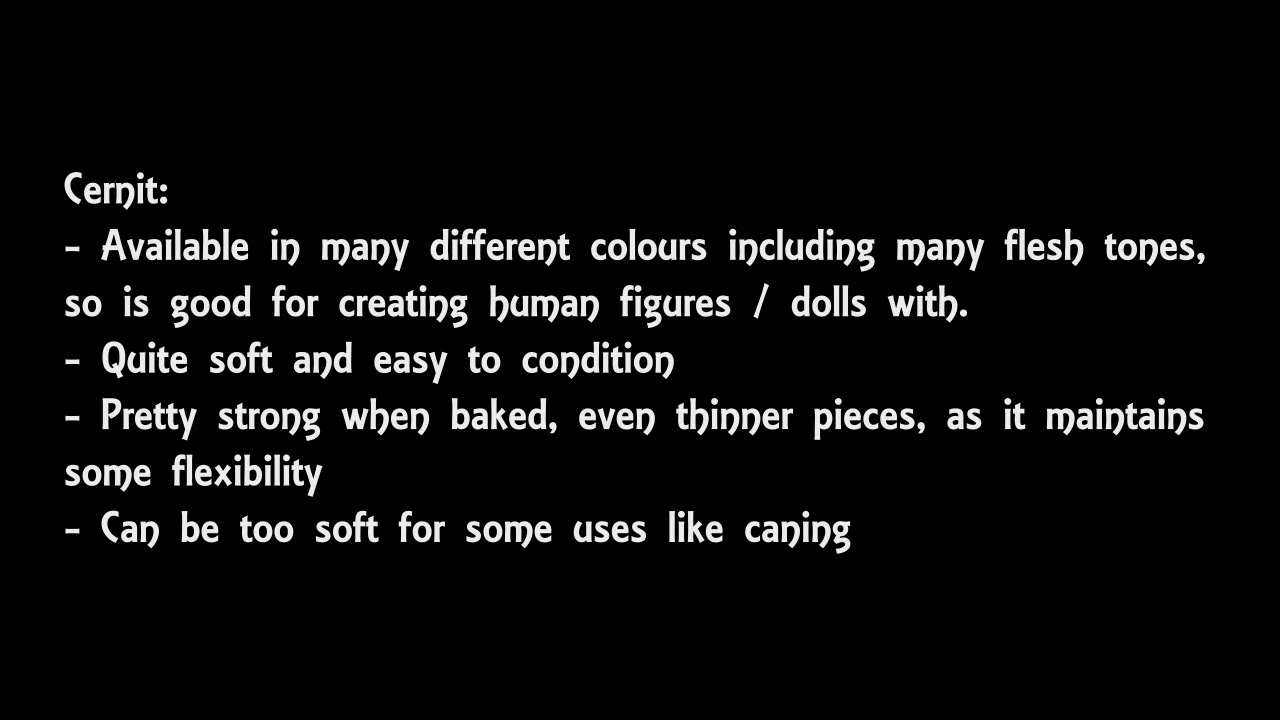 Cernit:
- Available in many different colours including many flesh tones,
so is good for creating human figures / dolls with.
- Quite soft and easy to condition
- Pretty strong when baked, even thinner pieces, as it maintains
some flexibility
- Can be too soft for some uses like caning